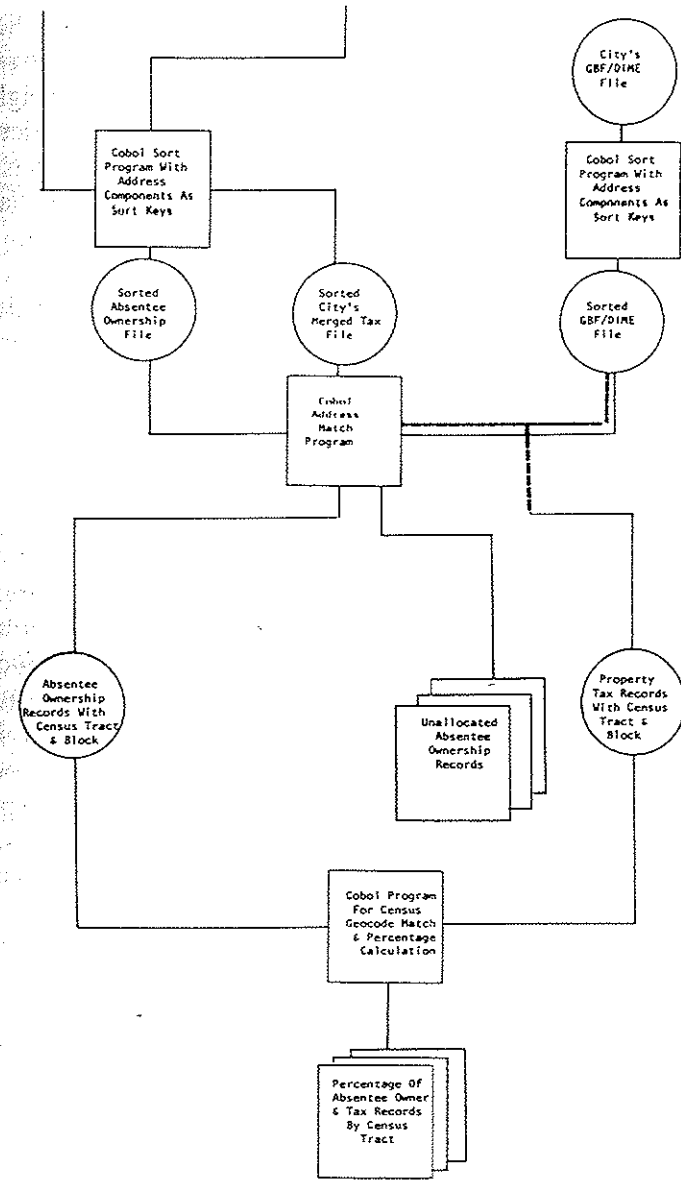 City's
GBF/DIME
File
Cobol Sort
Program With
Address
Components As
Sort Keys
Cobol Sort
Program With
Address
Components As
Sort Keys
Sorted
Absentee
Ownership
File
Sorted
City's
Merged Tax
File
Sorted
GBF/DIME
File
Cobol
Address
Match
Program
Absentee
Ownership
Records With
Census Tract
& Block
Unallocated
Absentee
Ownership
Records
Property
Tax Records
With Census
Tract &
Block
Cobol Program
For Census
Geocode Match
& Percentage
Calculation
Percentage Of
Absentee Owner
& Tax Records
By Census
Tract